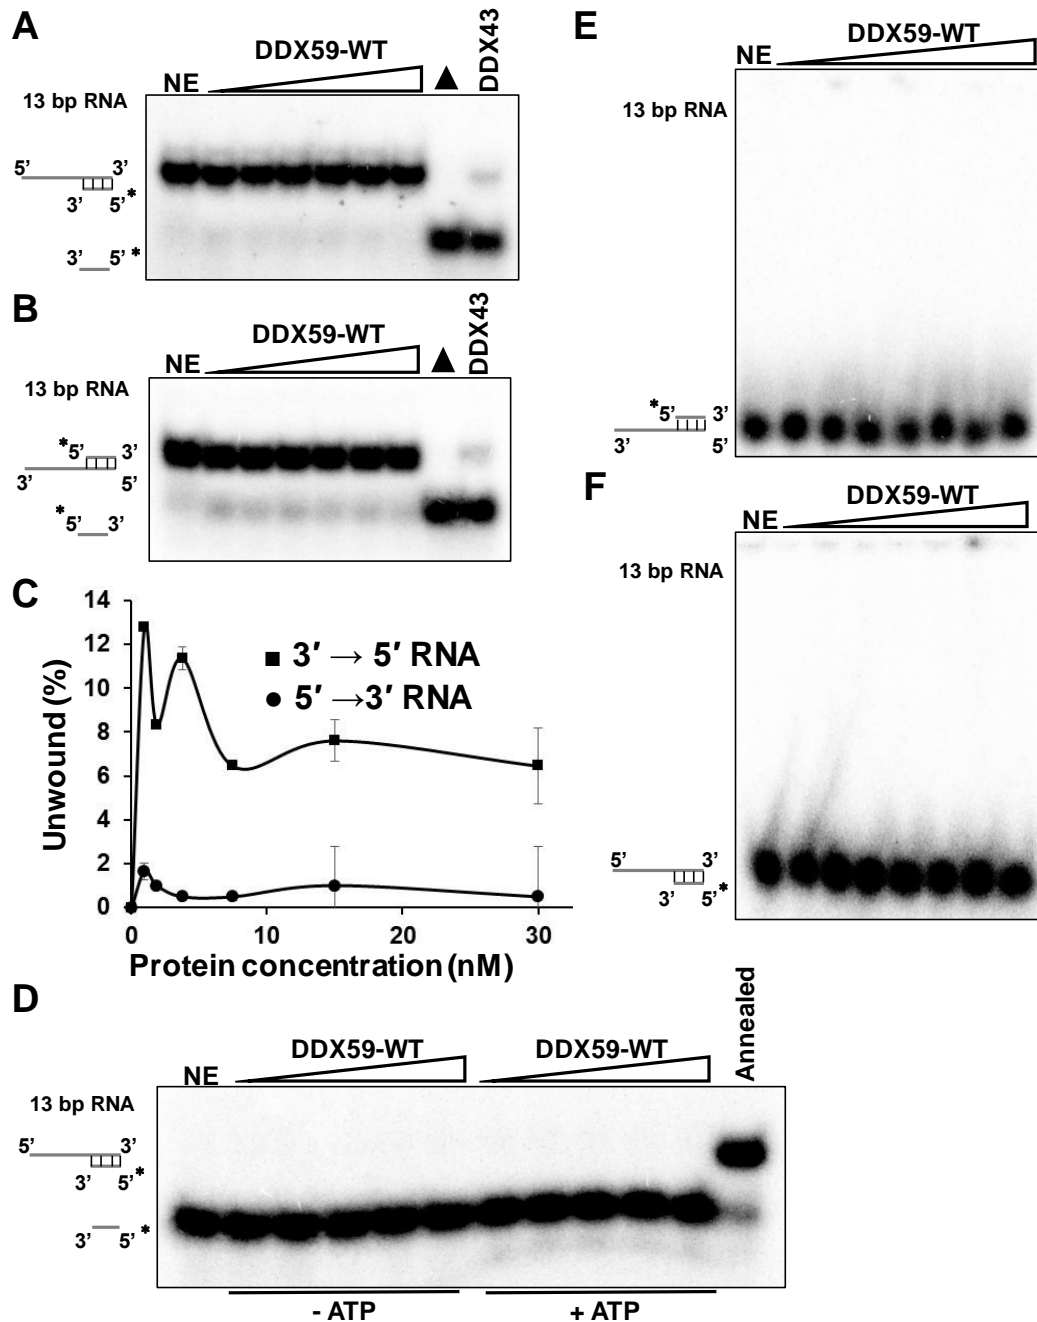 A
DDX59-WT
NE
▲
DDX43
13 bp RNA
5’ 3’
3’ 5’*
3’ 5’*
B
DDX59-WT
NE
▲
DDX43
13 bp RNA
*5’ 3’
3’ 5’
*5’ 3’
C
14
12
10
8
6
4
2
0
Unwound (%)
3′ → 5′ RNA
5′ →3′ RNA
0 10 20 30
Protein concentration (nM)
D
DDX59-WT DDX59-WT
NE
Annealed
13 bp RNA
5’ 3’
3’ 5’*
3’ 5’*
- ATP + ATP
E
DDX59-WT
NE
13 bp RNA
*5’ 3’
3’ 5’
F
DDX59-WT
NE
13 bp RNA
5’ 3’
3’ 5’*